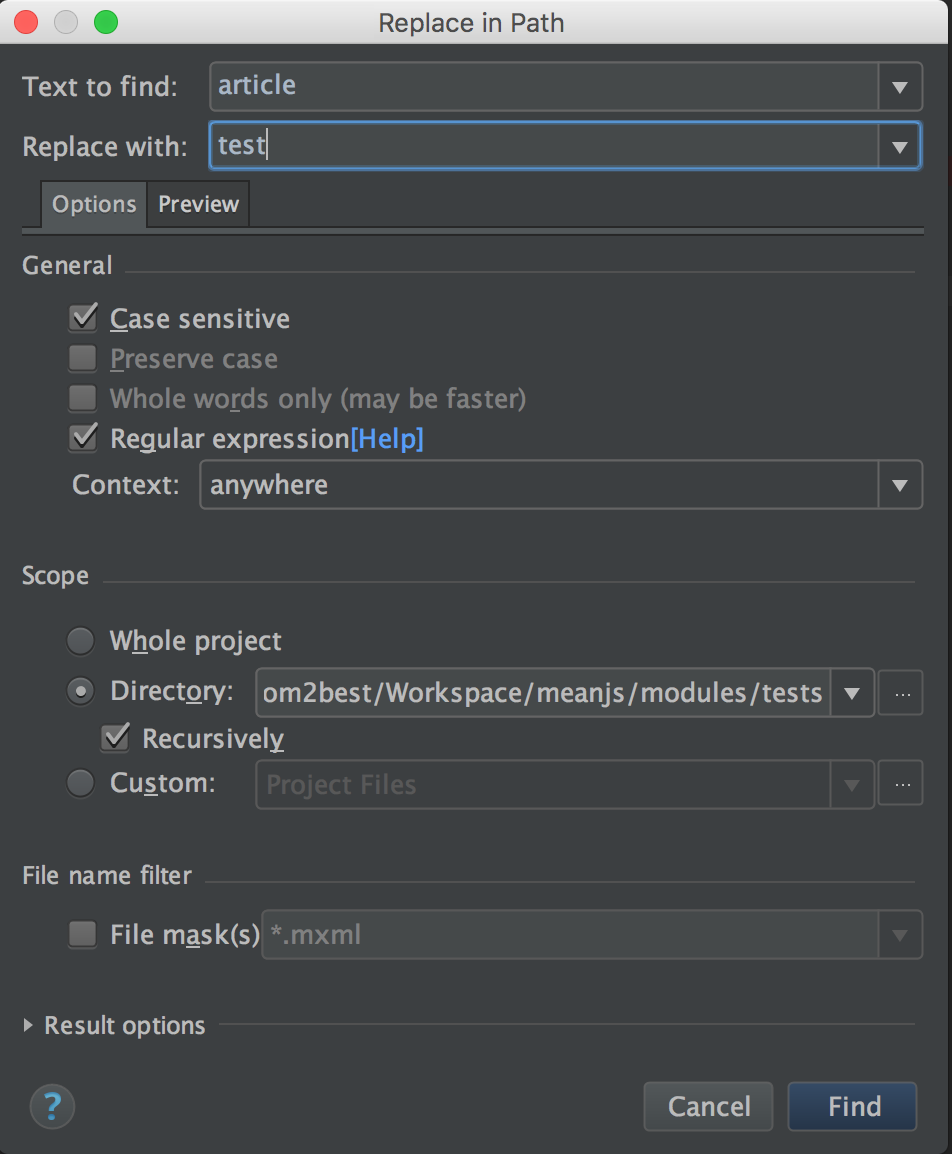 Replace in Path
Text to find: article
Replace with: test
Options Preview
General
Case sensitive
Preserve case
Whole words only (may be faster)
Regular expression[Help]
Context: anywhere
Scope
Whole project
Directory: om2best/Workspace/meanjs/modules/tests ...
Recursively
Custom: Project Files ...
File name filter
File mask(s) *.mxml
Result options
? Cancel Find